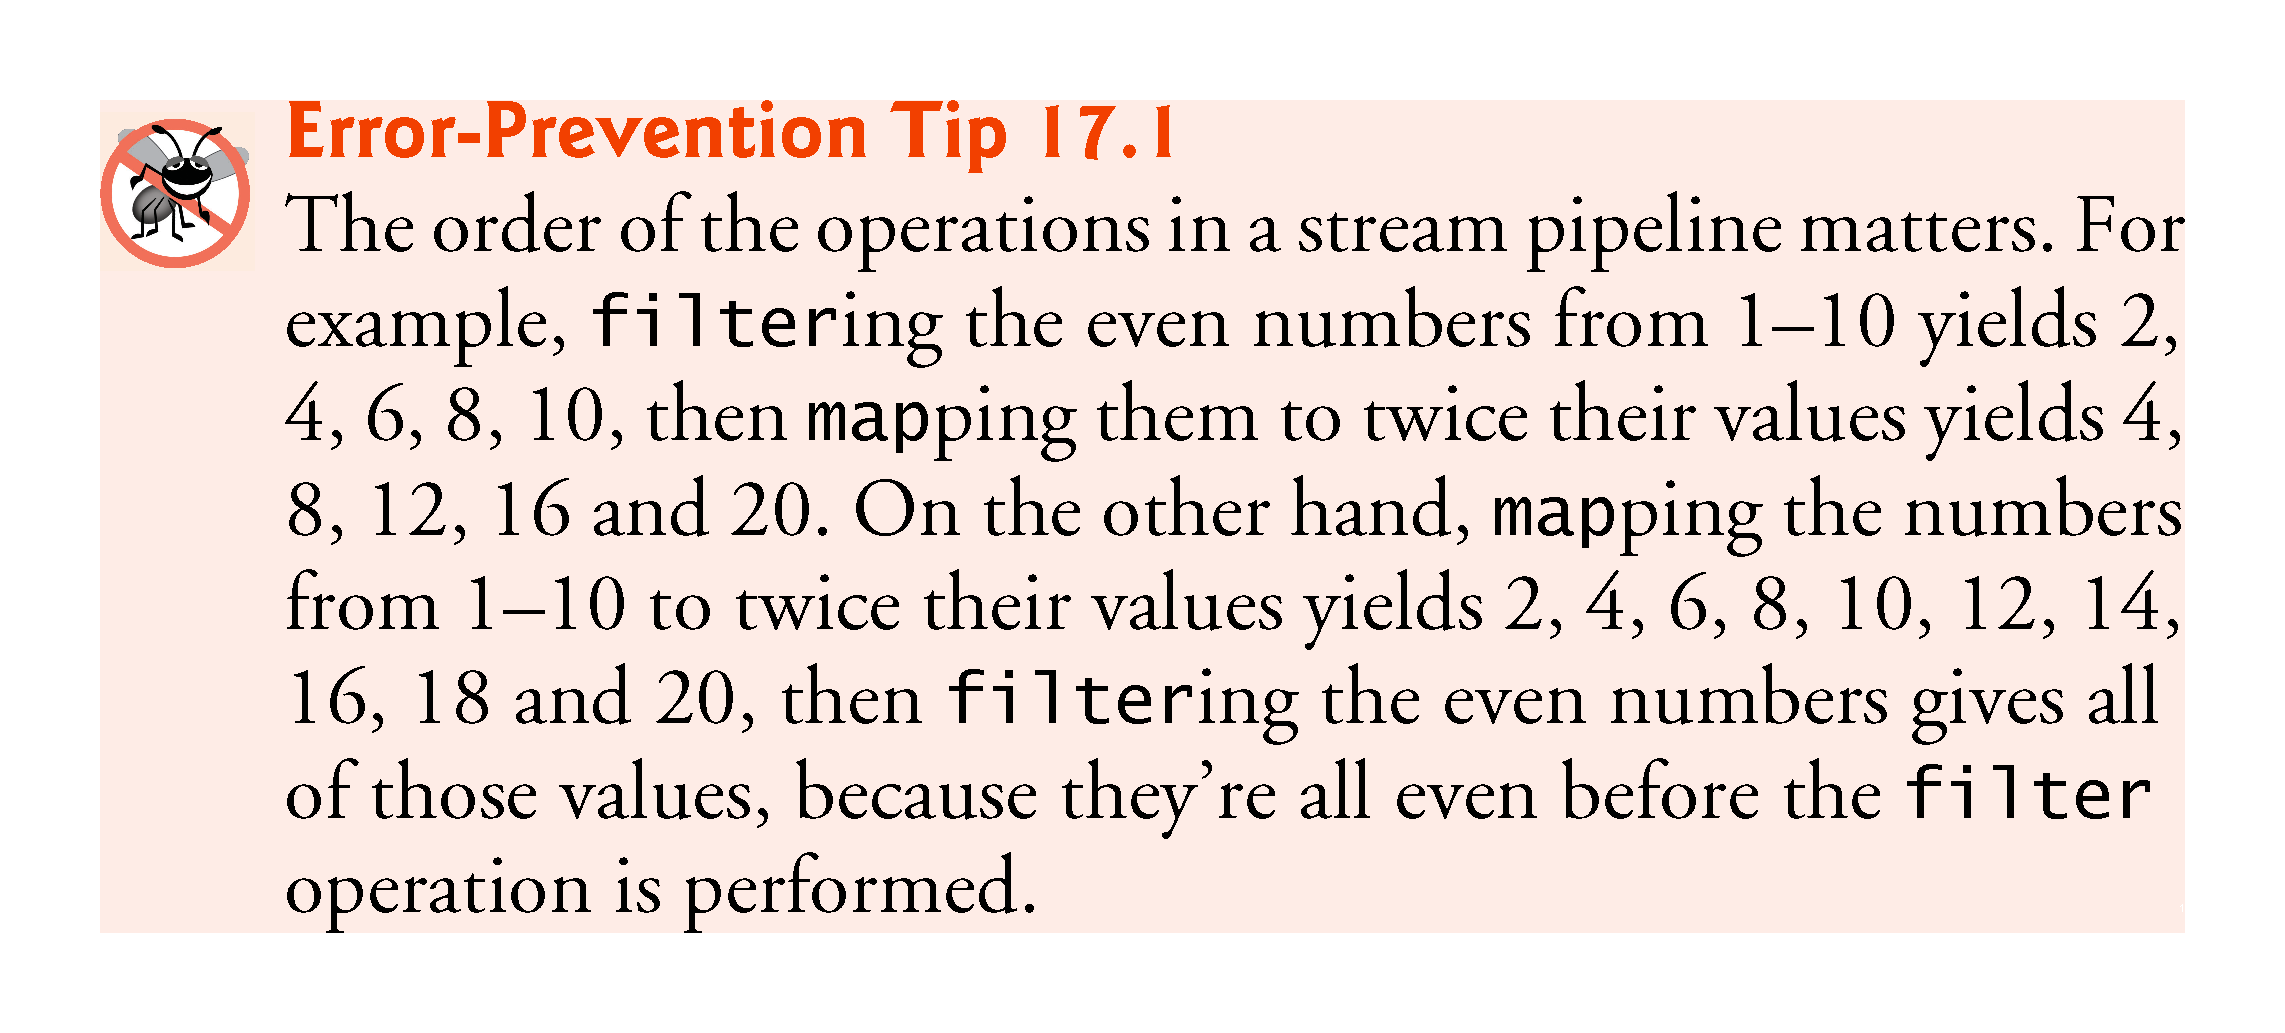 Error-Prevention Tip 17.1
The order of the operations in a stream pipeline matters. For
example, filtering the even numbers from 1–10 yields 2,
4, 6, 8, 10, then mapping them to twice their values yields 4,
8, 12, 16 and 20. On the other hand, mapping the numbers
from 1–10 to twice their values yields 2, 4, 6, 8, 10, 12, 14,
16, 18 and 20, then filtering the even numbers gives all
of those values, because they’re all even before the filter
operation is performed.